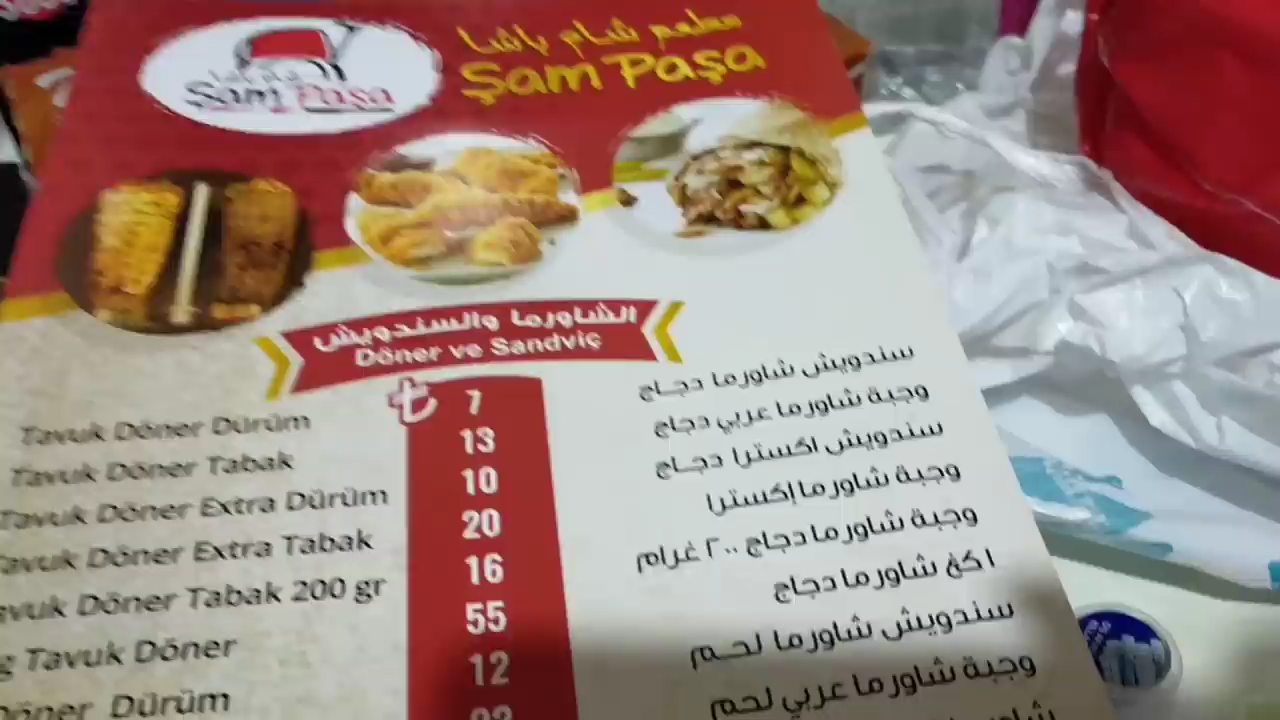 Şam Paşa
مطعم شام باشا
Şam Paşa
الشاورما والسندويش
Döner ve Sandviç
₺
Tavuk Döner Dürüm 7 سندويش شاورما دجاج
Tavuk Döner Tabak 13 وجبة شاورما عربي دجاج
Tavuk Döner Extra Dürüm 10 سندويش اكسترا دجاج
Tavuk Döner Extra Tabak 20 وجبة شاورما إكسترا
Tavuk Döner Tabak 200 gr 16 وجبة شاورما دجاج ٢٠٠ غرام
Tavuk Döner 55 ١ كغ شاورما دجاج
Döner Dürüm 12 سندويش شاورما لحم
وجبة شاورما عربي لحم